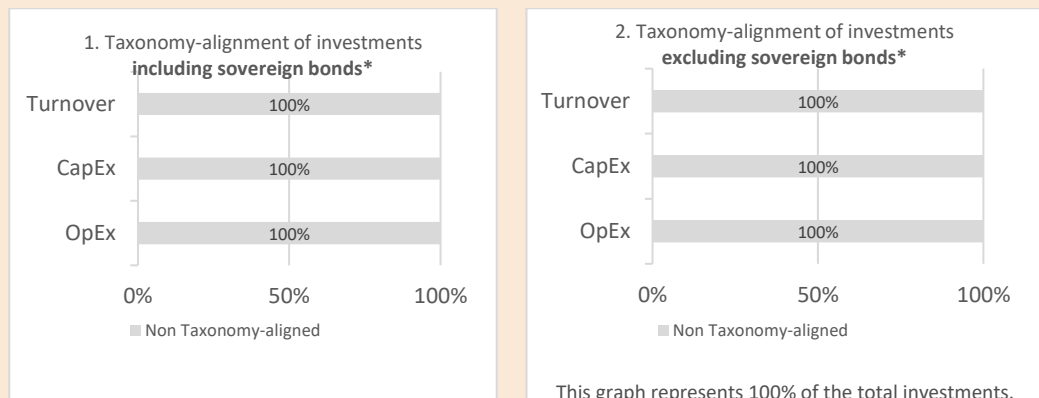 1. Taxonomy-alignment of investments
including sovereign bonds*
Turnover
100%
CapEx
100%
OpEx
100%
0%
50%
100%
Non Taxonomy-aligned
2. Taxonomy-alignment of investments
excluding sovereign bonds*
Turnover
100%
CapEx
100%
OpEx
100%
0%
50%
100%
Non Taxonomy-aligned
This graph represents 100% of the total investments.